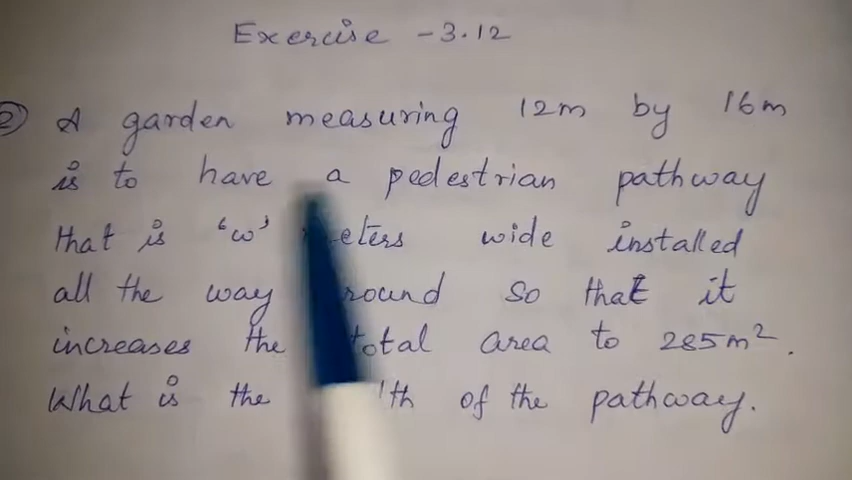 Exercise - 3.12
2) A garden measuring 12m by 16m
is to have a pedestrian pathway
that is 'w' eters wide installed
all the way round so that it
increases the total area to 285m².
What is the of the pathway.